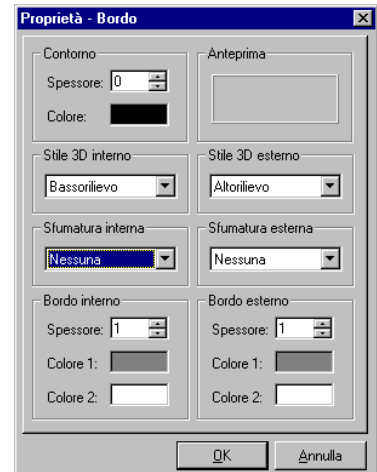 Proprietà - Bordo
Contorno
Spessore: 0
Colore:
Anteprima
Stile 3D interno
Bassorilievo
Stile 3D esterno
Altorilievo
Sfumatura interna
Nessuna
Sfumatura esterna
Nessuna
Bordo interno
Spessore: 1
Colore 1:
Colore 2:
Bordo esterno
Spessore: 1
Colore 1:
Colore 2:
OK
Annulla